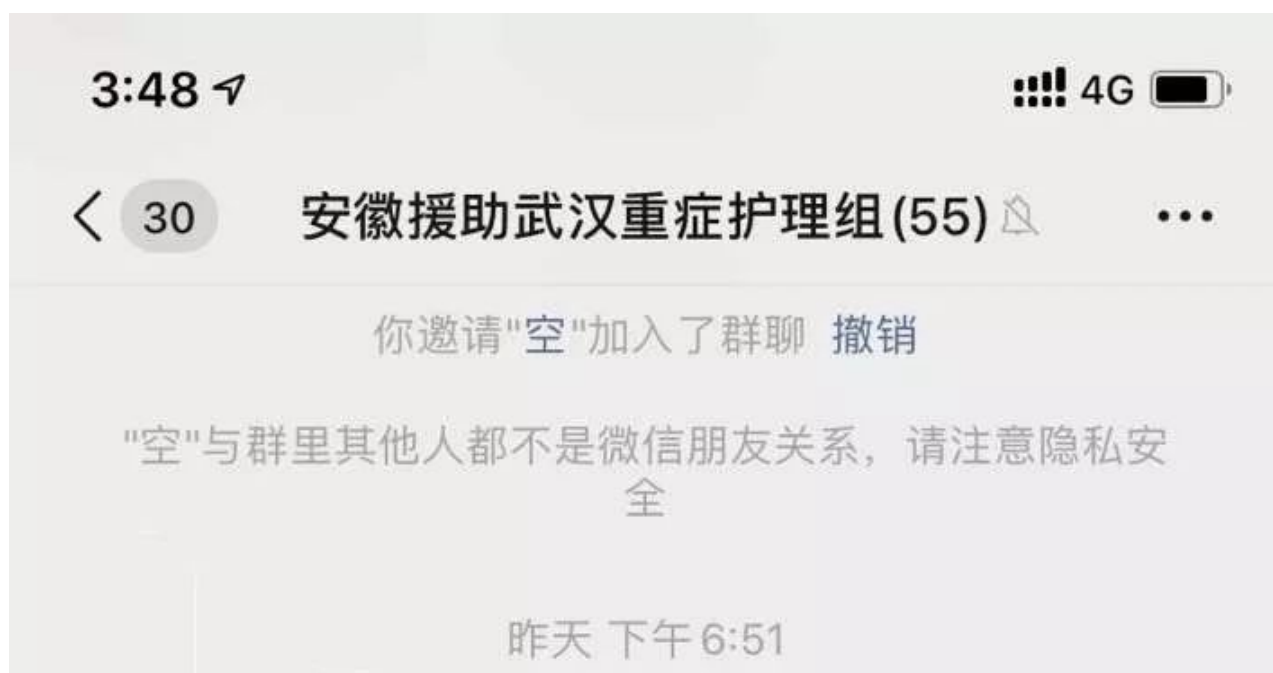 3:48 4G
30 安徽援助武汉重症护理组(55)
你邀请"空"加入了群聊 撤销
"空"与群里其他人都不是微信朋友关系，请注意隐私安
全
昨天 下午6:51